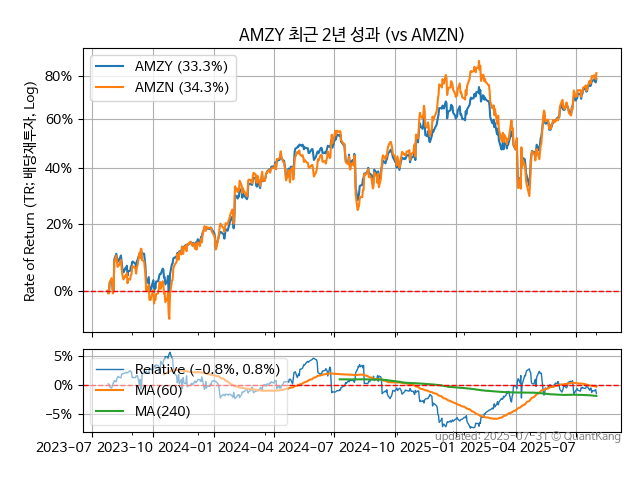 AMZY 최근 2년 성과 (vs AMZN)
Rate of Return (TR: 배당재투자, Log)
AMZY (33.3%)
AMZN (34.3%)
80%
60%
40%
20%
0%
5%
0%
−5%
Relative (−0.8%, 0.8%)
MA(60)
MA(240)
updated: 2025-07-31 © QuantKang
2023-07 2023-10 2024-01 2024-04 2024-07 2024-10 2025-01 2025-04 2025-07